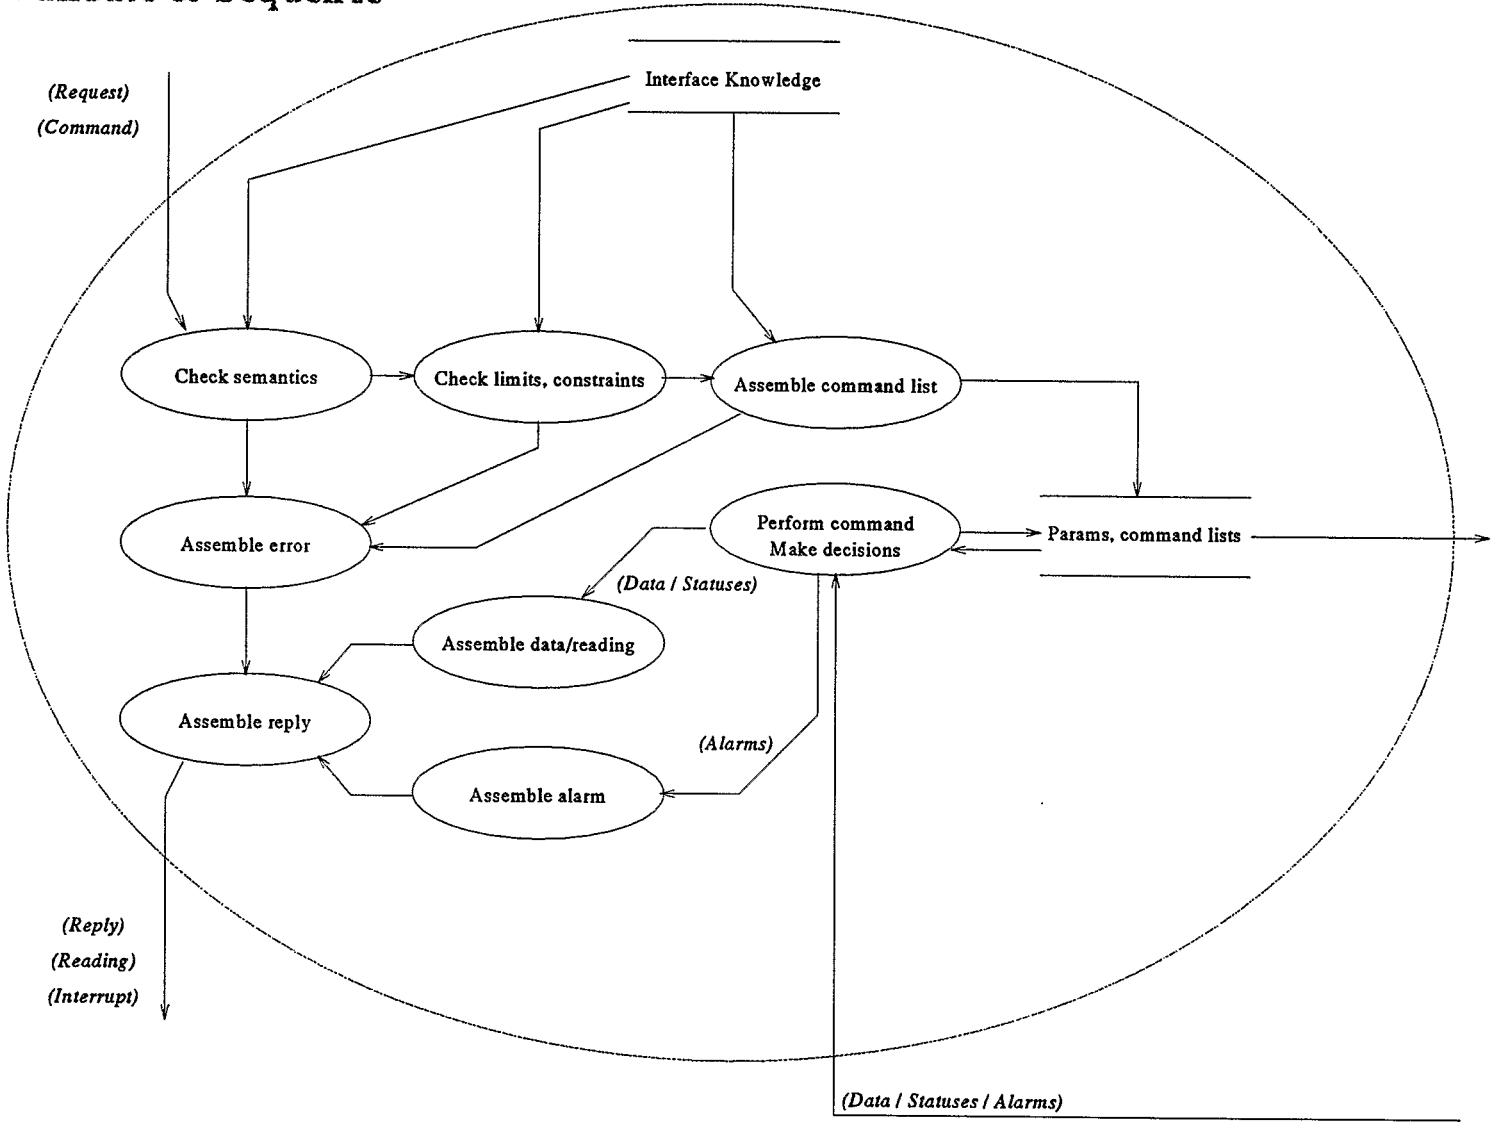 (Request)
(Command)
Interface Knowledge
Check semantics
Check limits, constraints
Assemble command list
Assemble error
Perform command
Make decisions
Params, command lists
(Data / Statuses)
Assemble data/reading
Assemble reply
(Alarms)
Assemble alarm
(Reply)
(Reading)
(Interrupt)
(Data / Statuses / Alarms)